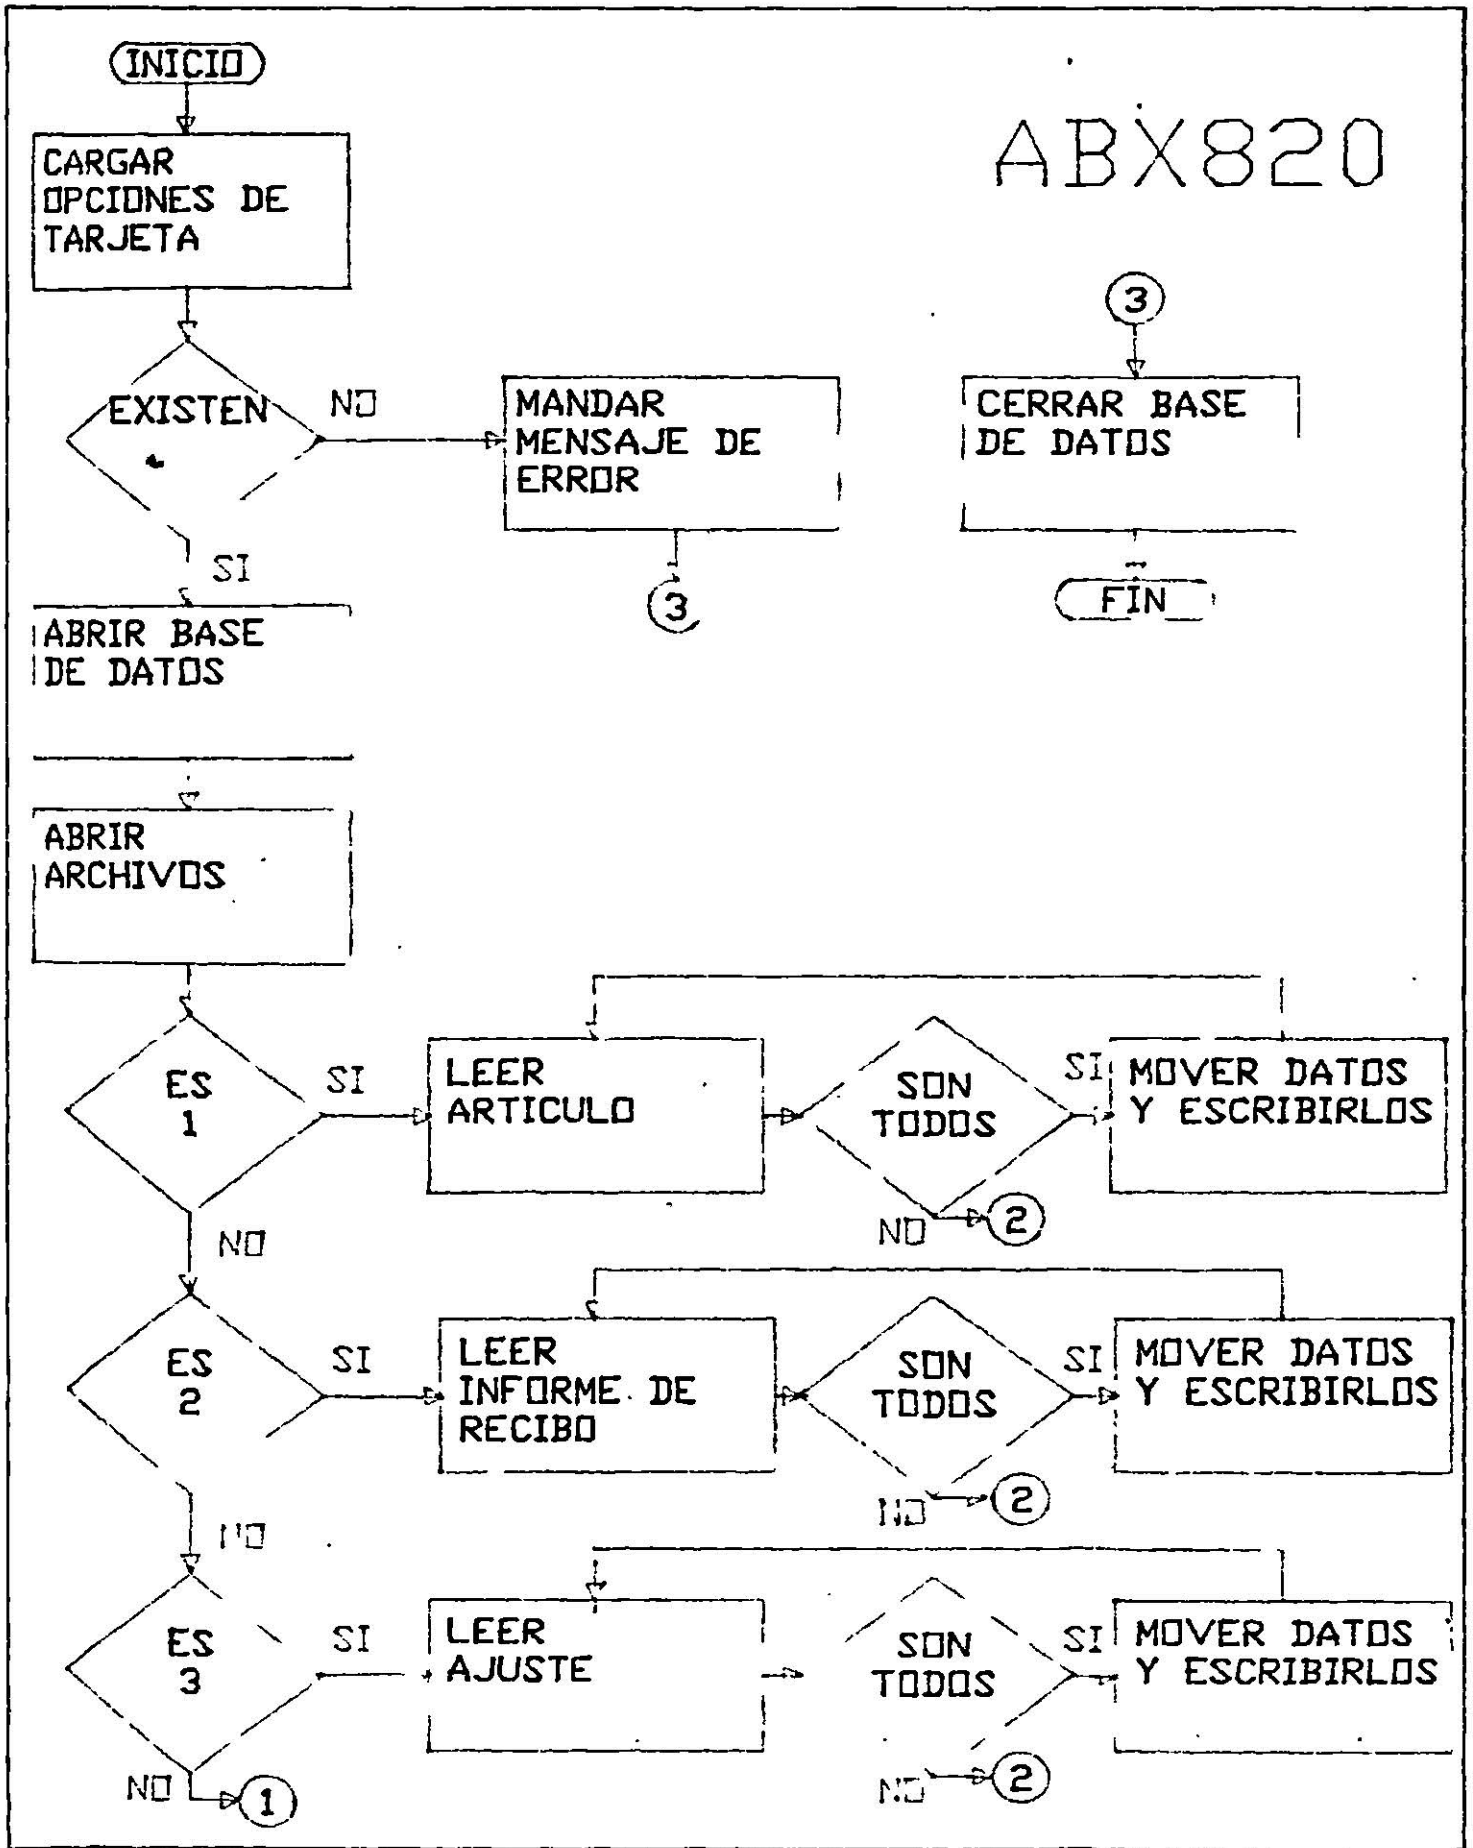 INICIO
ABX820
CARGAR
OPCIONES DE
TARJETA
3
EXISTEN
NO
MANDAR
MENSAJE DE
ERROR
CERRAR BASE
DE DATOS
SI
3
FIN
ABRIR BASE
DE DATOS
ABRIR
ARCHIVOS
ES
1
SI
LEER
ARTICULO
SON
TODOS
SI
MOVER DATOS
Y ESCRIBIRLOS
NO
NO
2
ES
2
SI
LEER
INFORME DE
RECIBO
SON
TODOS
SI
MOVER DATOS
Y ESCRIBIRLOS
NO
NO
2
ES
3
SI
LEER
AJUSTE
SON
TODOS
SI
MOVER DATOS
Y ESCRIBIRLOS
NO
1
NO
2